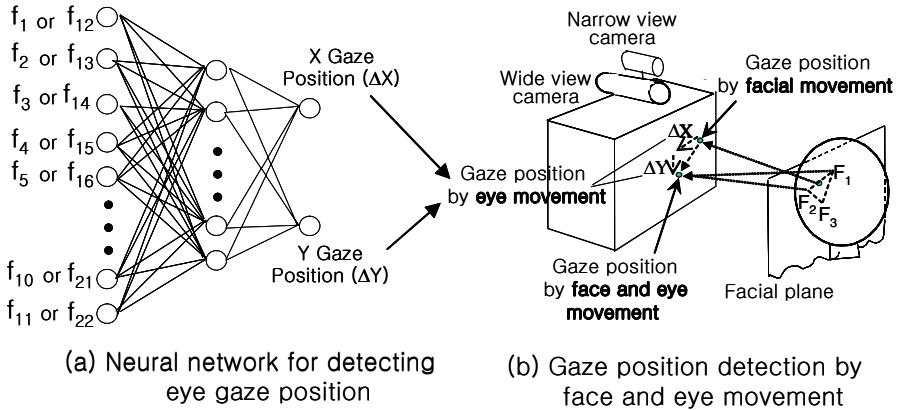 f1 or f12
f2 or f13
f3 or f14
f4 or f15
f5 or f16
f10 or f21
f11 or f22
X Gaze
Position (ΔX)
Y Gaze
Position (ΔY)
Gaze position
by eye movement
(a) Neural network for detecting
eye gaze position
Narrow view
camera
Wide view
camera
Gaze position
by facial movement
ΔX
ΔY
F1
F2
F3
Gaze position
by face and eye
movement
Facial plane
(b) Gaze position detection by
face and eye movement